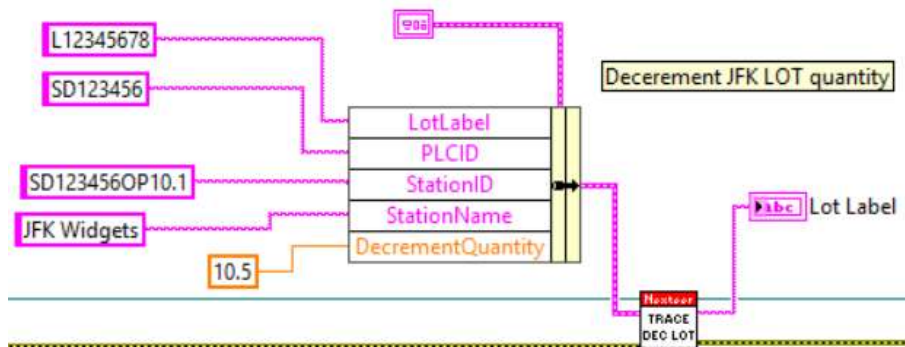 L12345678
SD123456
Decerement JFK LOT quantity
LotLabel
PLCID
SD123456OP10.1
StationID
StationName
JFK Widgets
DecrementQuantity
10.5
abc
Lot Label
Nexteer
TRACE
DEC LOT